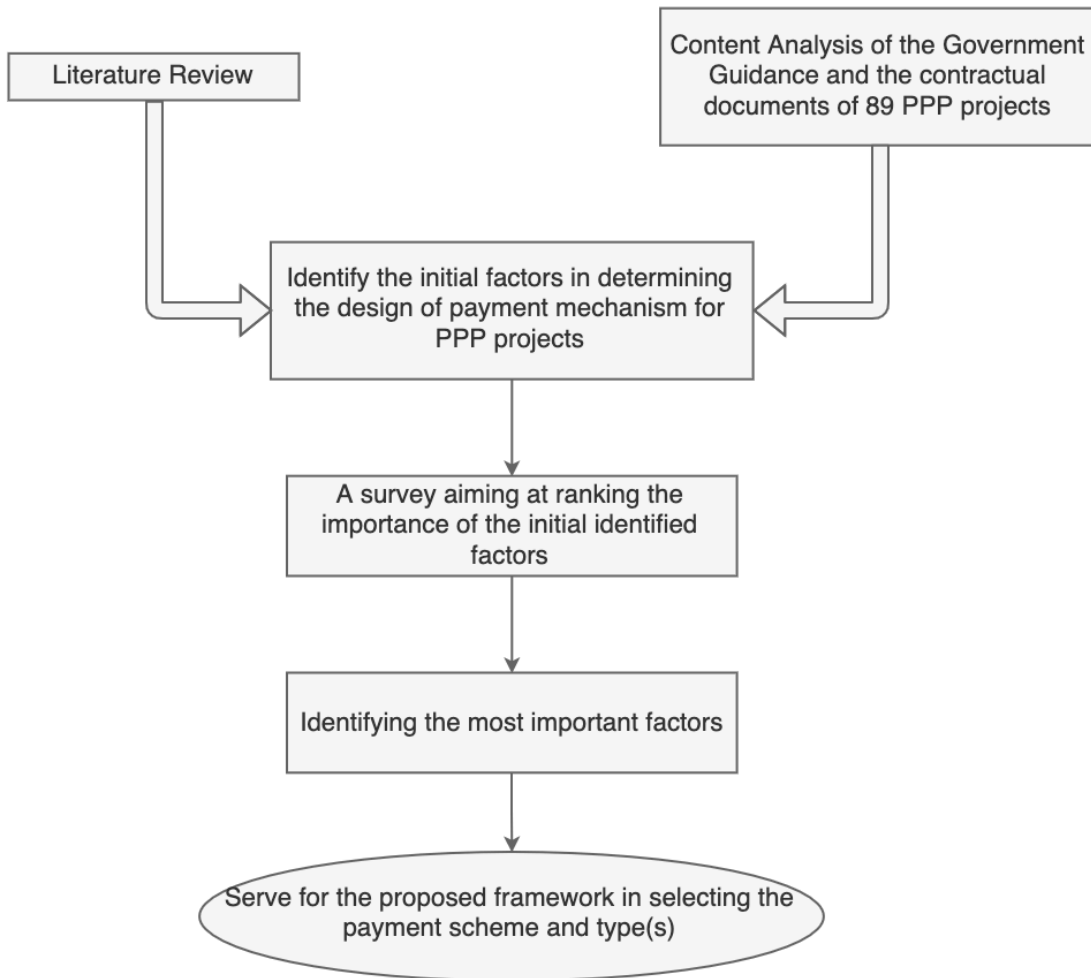 Literature Review
Content Analysis of the Government
Guidance and the contractual
documents of 89 PPP projects
Identify the initial factors in determining
the design of payment mechanism for
PPP projects
A survey aiming at ranking the
importance of the initial identified
factors
Identifying the most important factors
Serve for the proposed framework in selecting the
payment scheme and type(s)